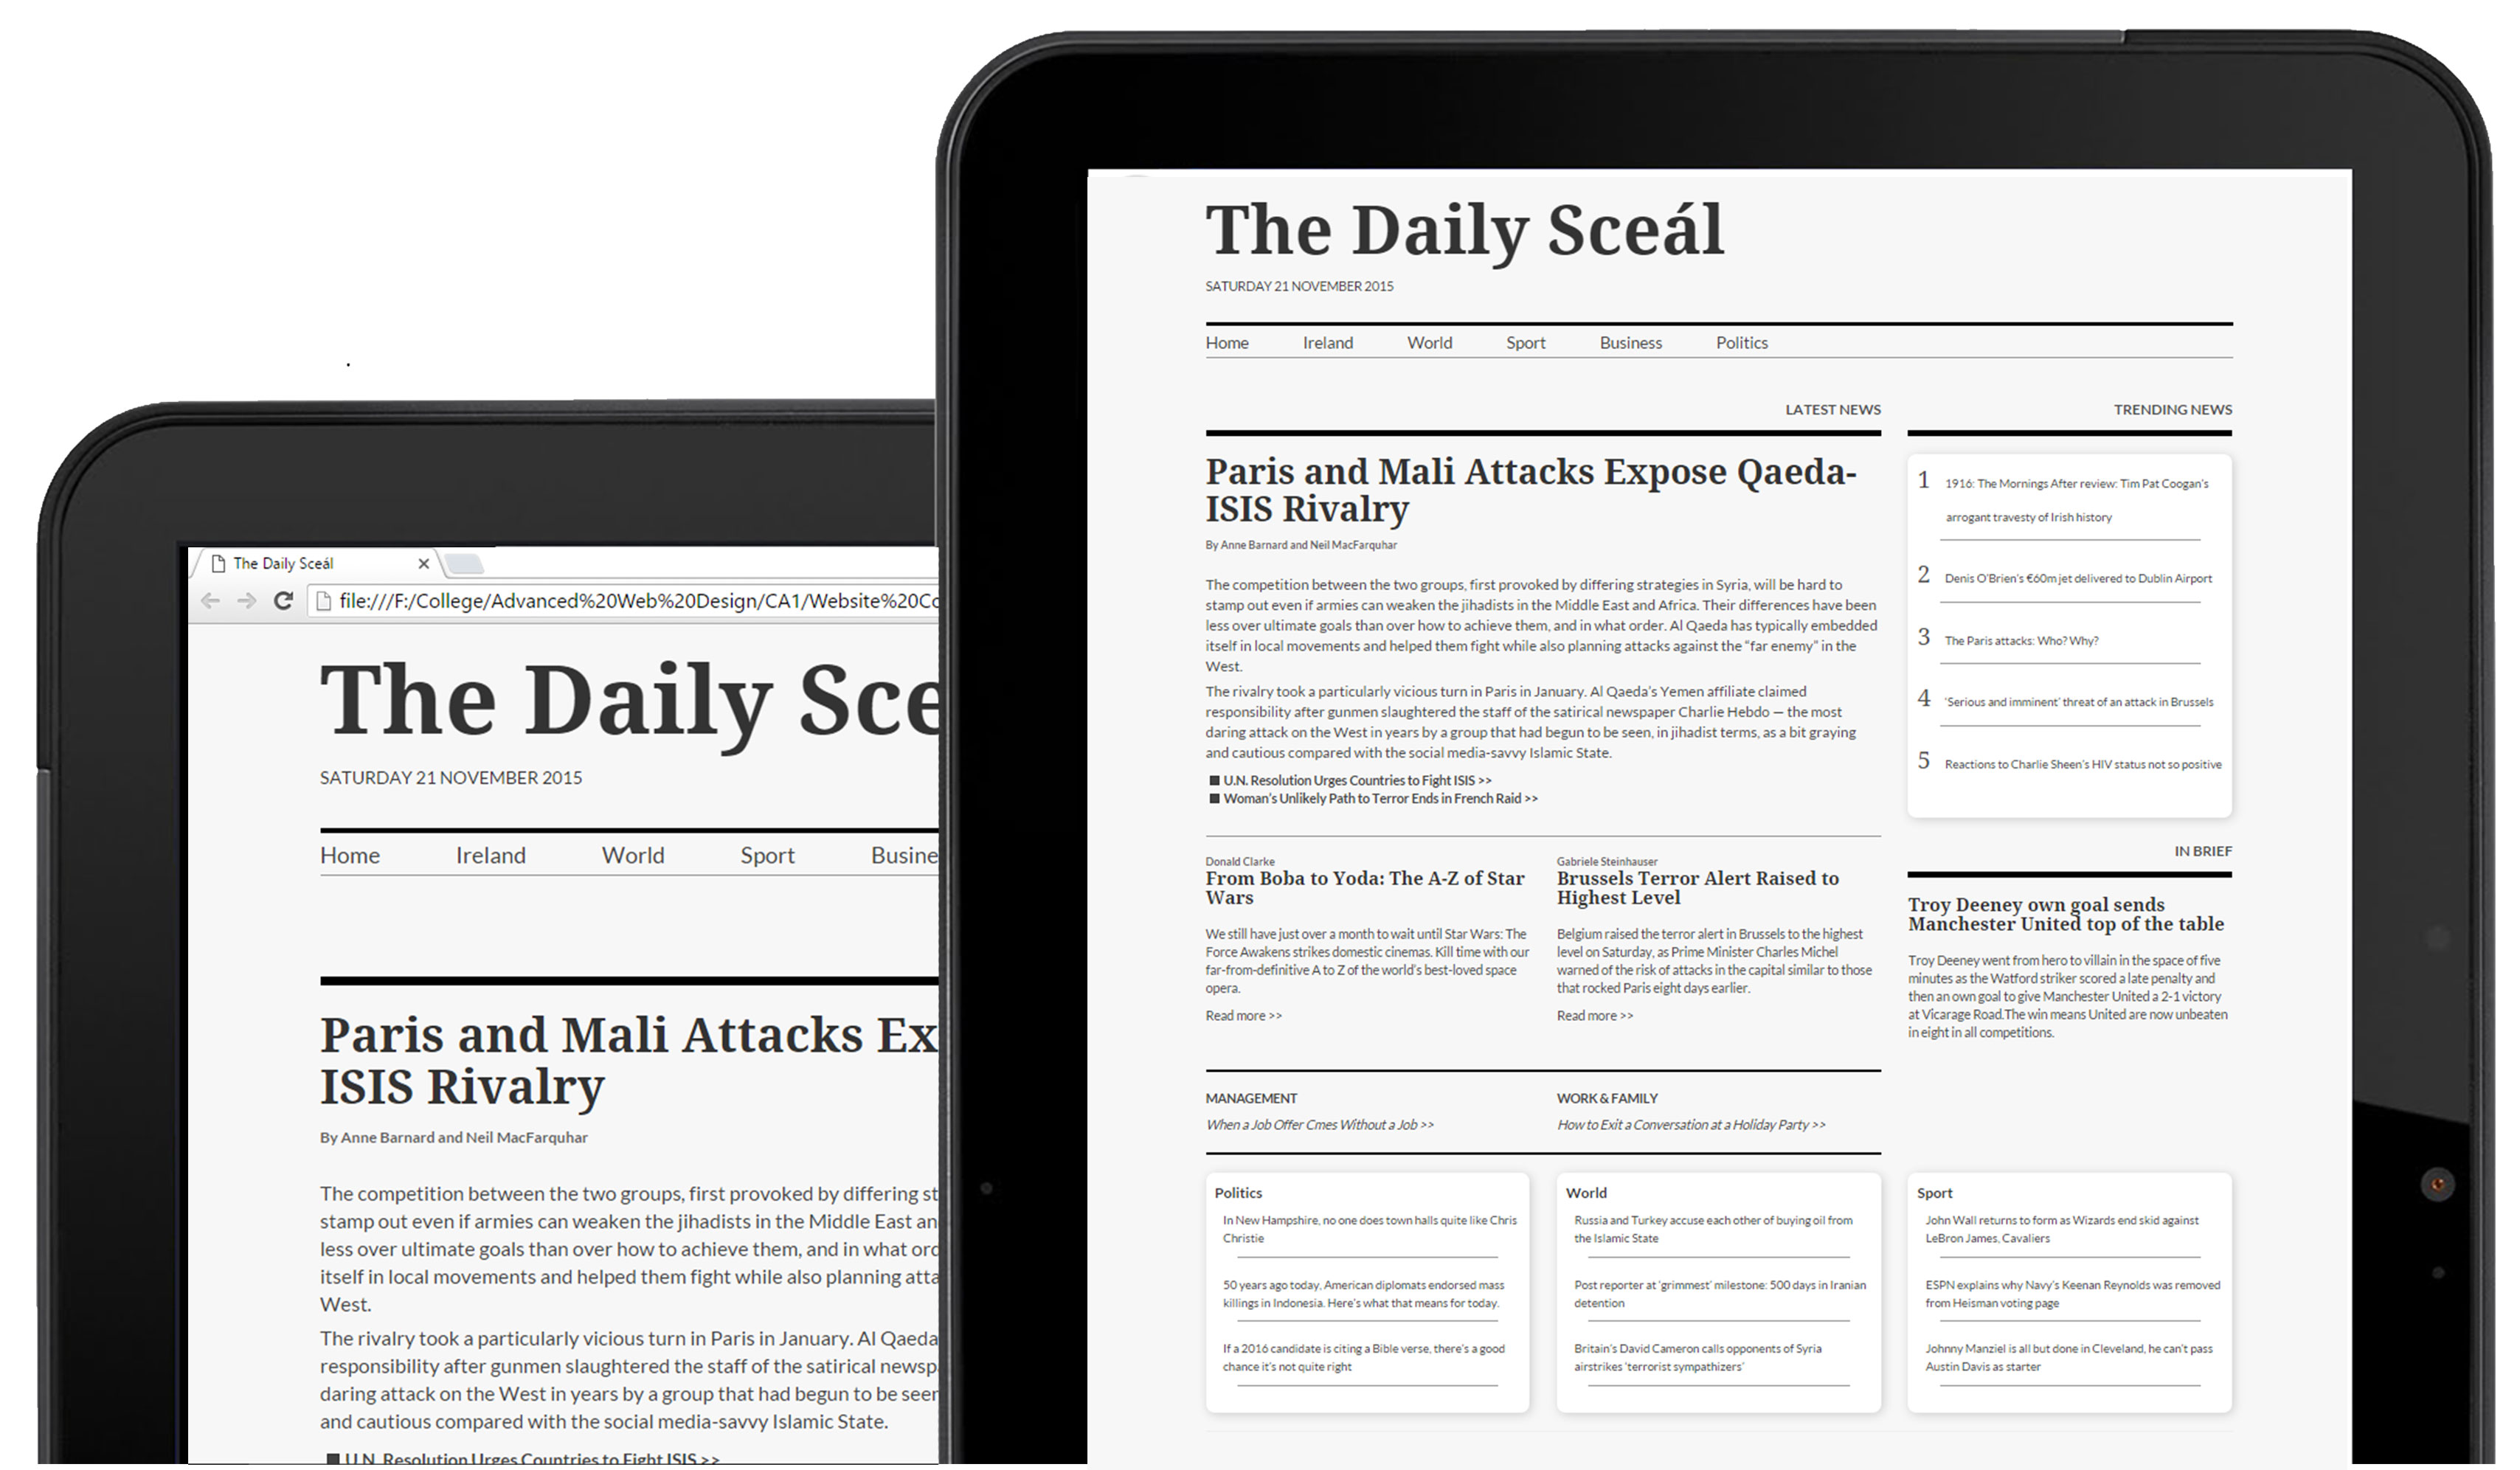 The Daily Sceál
file:///F:/College/Advanced%20Web%20Design/CA1/Website%20Co
The Daily Sce
SATURDAY 21 NOVEMBER 2015
Home Ireland World Sport Busine
Paris and Mali Attacks Ex
ISIS Rivalry
By Anne Barnard and Neil MacFarquhar
The competition between the two groups, first provoked by differing st
stamp out even if armies can weaken the jihadists in the Middle East an
less over ultimate goals than over how to achieve them, and in what ord
itself in local movements and helped them fight while also planning atta
West.
The rivalry took a particularly vicious turn in Paris in January. Al Qaeda
responsibility after gunmen slaughtered the staff of the satirical newsp
daring attack on the West in years by a group that had begun to be seen
and cautious compared with the social media-savvy Islamic State.
U.N. Resolution Urges Countries to Fight ISIS >>
The Daily Sceál
SATURDAY 21 NOVEMBER 2015
Home Ireland World Sport Business Politics
LATEST NEWS
Paris and Mali Attacks Expose Qaeda-
ISIS Rivalry
By Anne Barnard and Neil MacFarquhar
The competition between the two groups, first provoked by differing strategies in Syria, will be hard to
stamp out even if armies can weaken the jihadists in the Middle East and Africa. Their differences have been
less over ultimate goals than over how to achieve them, and in what order. Al Qaeda has typically embedded
itself in local movements and helped them fight while also planning attacks against the “far enemy” in the
West.
The rivalry took a particularly vicious turn in Paris in January. Al Qaeda’s Yemen affiliate claimed
responsibility after gunmen slaughtered the staff of the satirical newspaper Charlie Hebdo — the most
daring attack on the West in years by a group that had begun to be seen, in jihadist terms, as a bit graying
and cautious compared with the social media-savvy Islamic State.
U.N. Resolution Urges Countries to Fight ISIS >>
Woman’s Unlikely Path to Terror Ends in French Raid >>
TRENDING NEWS
1 1916: The Mornings After review: Tim Pat Coogan’s
arrogant travesty of Irish history
2 Denis O’Brien’s €60m jet delivered to Dublin Airport
3 The Paris attacks: Who? Why?
4 ‘Serious and imminent’ threat of an attack in Brussels
5 Reactions to Charlie Sheen’s HIV status not so positive
Donald Clarke
From Boba to Yoda: The A-Z of Star
Wars
We still have just over a month to wait until Star Wars: The
Force Awakens strikes domestic cinemas. Kill time with our
far-from-definitive A to Z of the world’s best-loved space
opera.
Read more >>
Gabriele Steinhauser
Brussels Terror Alert Raised to
Highest Level
Belgium raised the terror alert in Brussels to the highest
level on Saturday, as Prime Minister Charles Michel
warned of the risk of attacks in the capital similar to those
that rocked Paris eight days earlier.
Read more >>
IN BRIEF
Troy Deeney own goal sends
Manchester United top of the table
Troy Deeney went from hero to villain in the space of five
minutes as the Watford striker scored a late penalty and
then an own goal to give Manchester United a 2-1 victory
at Vicarage Road.The win means United are now unbeaten
in eight in all competitions.
MANAGEMENT
When a Job Offer Cmes Without a Job >>
WORK & FAMILY
How to Exit a Conversation at a Holiday Party >>
Politics
In New Hampshire, no one does town halls quite like Chris
Christie
50 years ago today, American diplomats endorsed mass
killings in Indonesia. Here’s what that means for today.
If a 2016 candidate is citing a Bible verse, there’s a good
chance it’s not quite right
World
Russia and Turkey accuse each other of buying oil from
the Islamic State
Post reporter at ‘grimmest’ milestone: 500 days in Iranian
detention
Britain’s David Cameron calls opponents of Syria
airstrikes ‘terrorist sympathizers’
Sport
John Wall returns to form as Wizards end skid against
LeBron James, Cavaliers
ESPN explains why Navy’s Keenan Reynolds was removed
from Heisman voting page
Johnny Manziel is all but done in Cleveland, he can’t pass
Austin Davis as starter